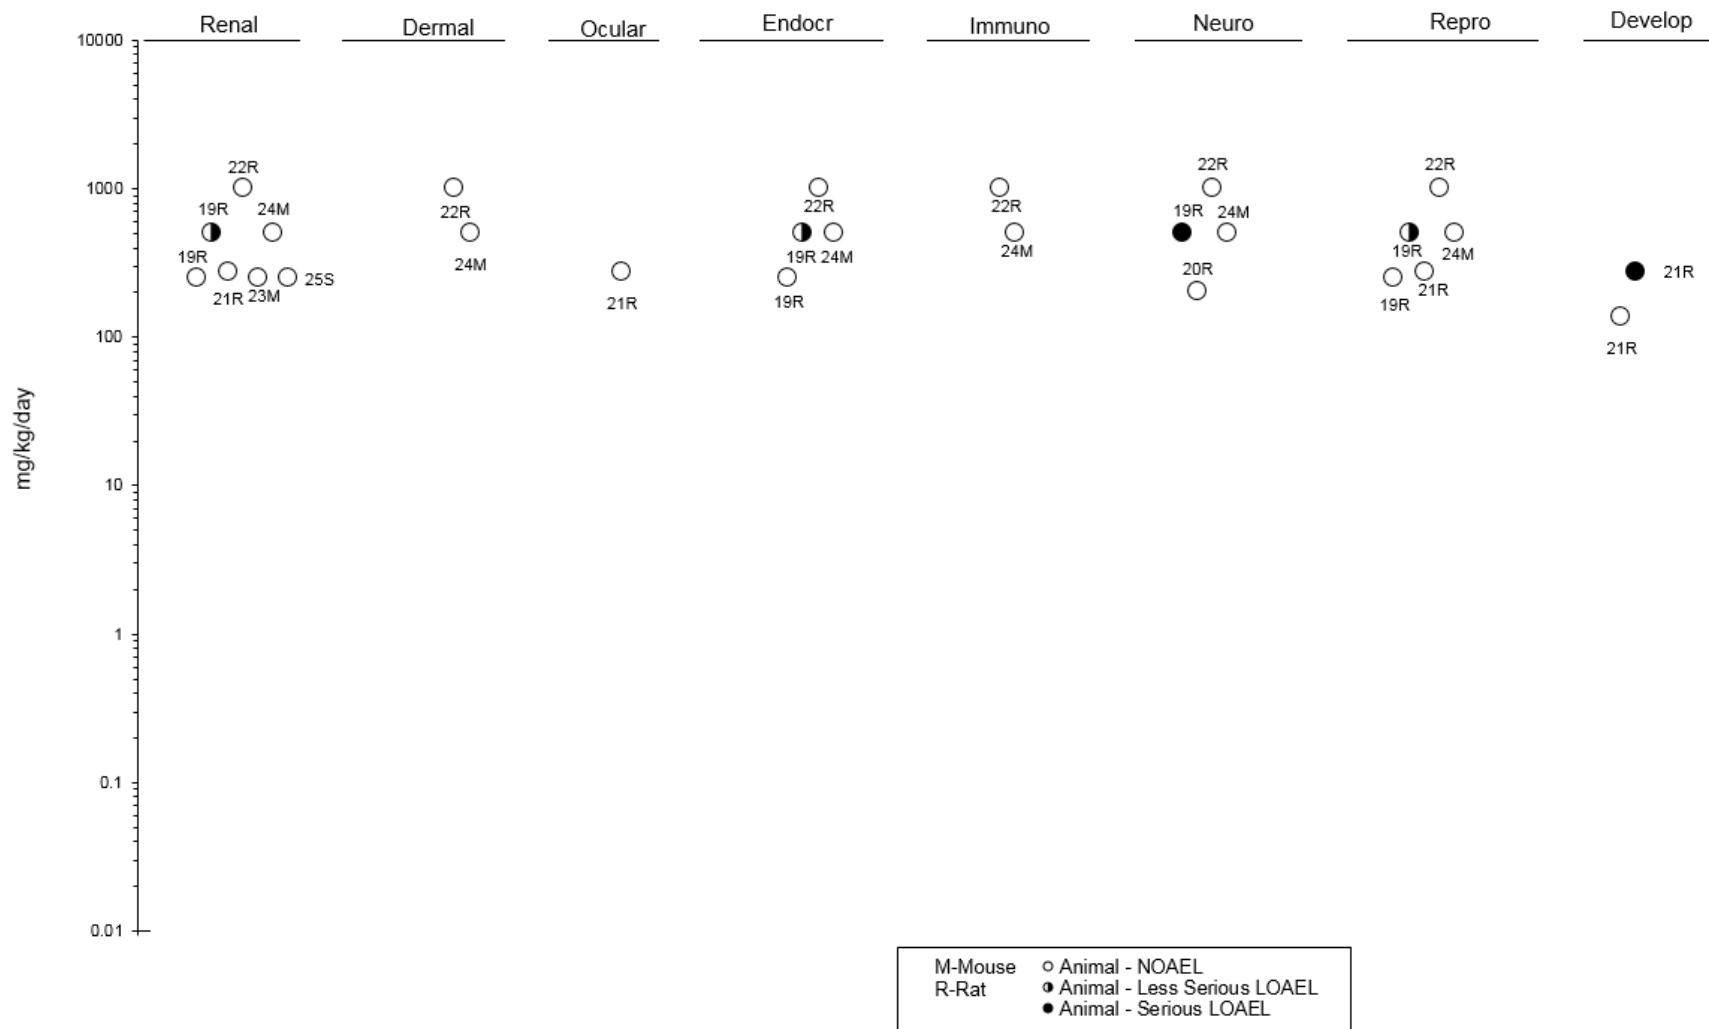 Renal Dermal Ocular Endocr Immuno Neuro Repro Develop
10000
22R 22R 22R
1000
19R 24M 22R 22R 22R 19R 24M
19R 24M 19R 24M 24M 20R 19R 24M
21R 23M 25S 21R 19R 19R 21R 21R
100
21R
mg/kg/day
10
1
0.1
0.01
M-Mouse Animal - NOAEL
R-Rat Animal - Less Serious LOAEL
Animal - Serious LOAEL